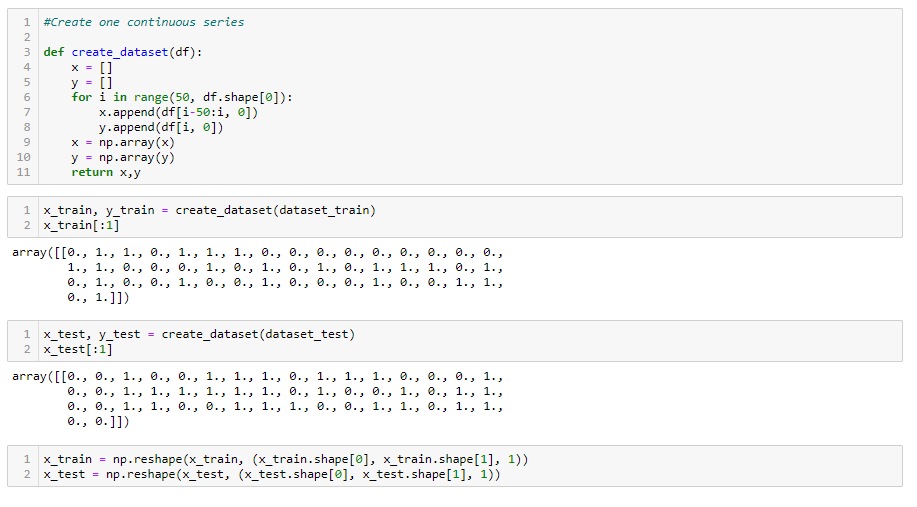 1 #Create one continuous series
2
3 def create_dataset(df):
4     x = []
5     y = []
6     for i in range(50, df.shape[0]):
7         x.append(df[i-50:i, 0])
8         y.append(df[i, 0])
9     x = np.array(x)
10     y = np.array(y)
11     return x,y
1 x_train, y_train = create_dataset(dataset_train)
2 x_train[:1]
array([[0., 1., 1., 0., 1., 1., 1., 0., 0., 0., 0., 0., 0., 0., 0., 0.,
        1., 1., 0., 0., 0., 1., 0., 1., 0., 1., 0., 1., 1., 1., 0., 1.,
        0., 1., 0., 0., 1., 0., 0., 1., 0., 0., 0., 1., 0., 0., 1., 1.,
        0., 1.]])
1 x_test, y_test = create_dataset(dataset_test)
2 x_test[:1]
array([[0., 0., 1., 0., 0., 1., 1., 1., 0., 1., 1., 1., 0., 0., 0., 1.,
        0., 0., 1., 1., 1., 1., 1., 1., 0., 1., 0., 0., 1., 0., 1., 1.,
        0., 0., 1., 1., 0., 0., 1., 1., 1., 0., 0., 1., 1., 0., 1., 1.,
        0., 0.]])
1 x_train = np.reshape(x_train, (x_train.shape[0], x_train.shape[1], 1))
2 x_test = np.reshape(x_test, (x_test.shape[0], x_test.shape[1], 1))